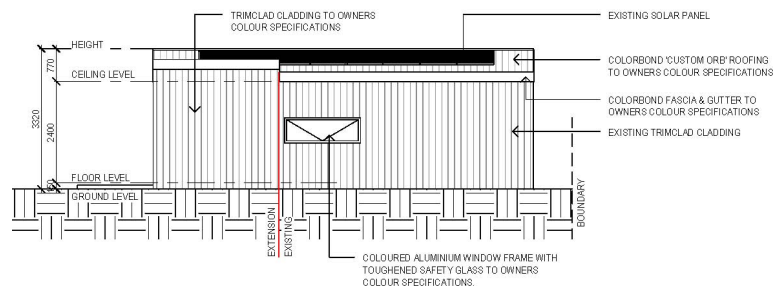 TRIMCLAD CLADDING TO OWNERS
COLOUR SPECIFICATIONS
EXISTING SOLAR PANEL
HEIGHT
770
COLORBOND 'CUSTOM ORB' ROOFING
TO OWNERS COLOUR SPECIFICATIONS
CEILING LEVEL
COLORBOND FASCIA & GUTTER TO
OWNERS COLOUR SPECIFICATIONS
3320
2400
EXISTING TRIMCLAD CLADDING
FLOOR LEVEL
150
GROUND LEVEL
BOUNDARY
EXTENSION
EXISTING
COLOURED ALUMINIUM WINDOW FRAME WITH
TOUGHENED SAFETY GLASS TO OWNERS
COLOUR SPECIFICATIONS.